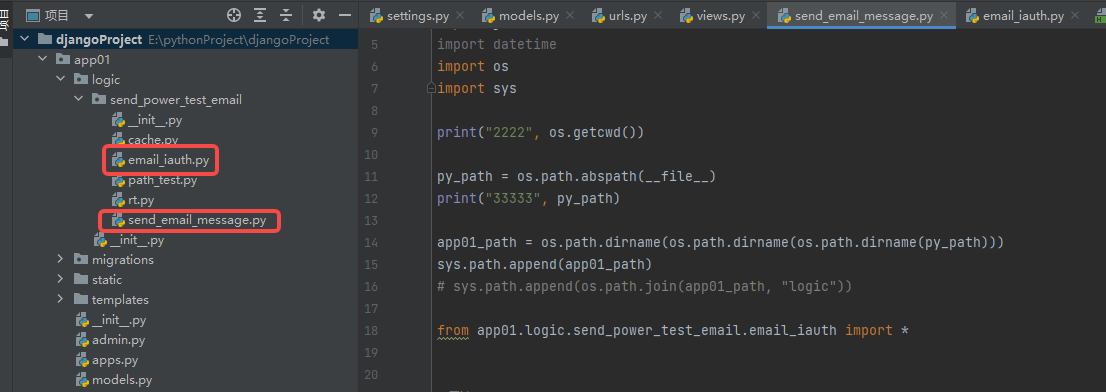 项目
项目
settings.py
models.py
urls.py
views.py
send_email_message.py
email_iauth.py
djangoProject E:\pythonProject\djangoProject
app01
logic
send_power_test_email
__init__.py
cache.py
email_iauth.py
path_test.py
rt.py
send_email_message.py
__init__.py
migrations
static
templates
__init__.py
admin.py
apps.py
models.py
5 import datetime
6 import os
7 import sys
8
9 print("2222", os.getcwd())
10
11 py_path = os.path.abspath(__file__)
12 print("33333", py_path)
13
14 app01_path = os.path.dirname(os.path.dirname(os.path.dirname(py_path)))
15 sys.path.append(app01_path)
16 # sys.path.append(os.path.join(app01_path, "logic"))
17
18 from app01.logic.send_power_test_email.email_iauth import *
19
20